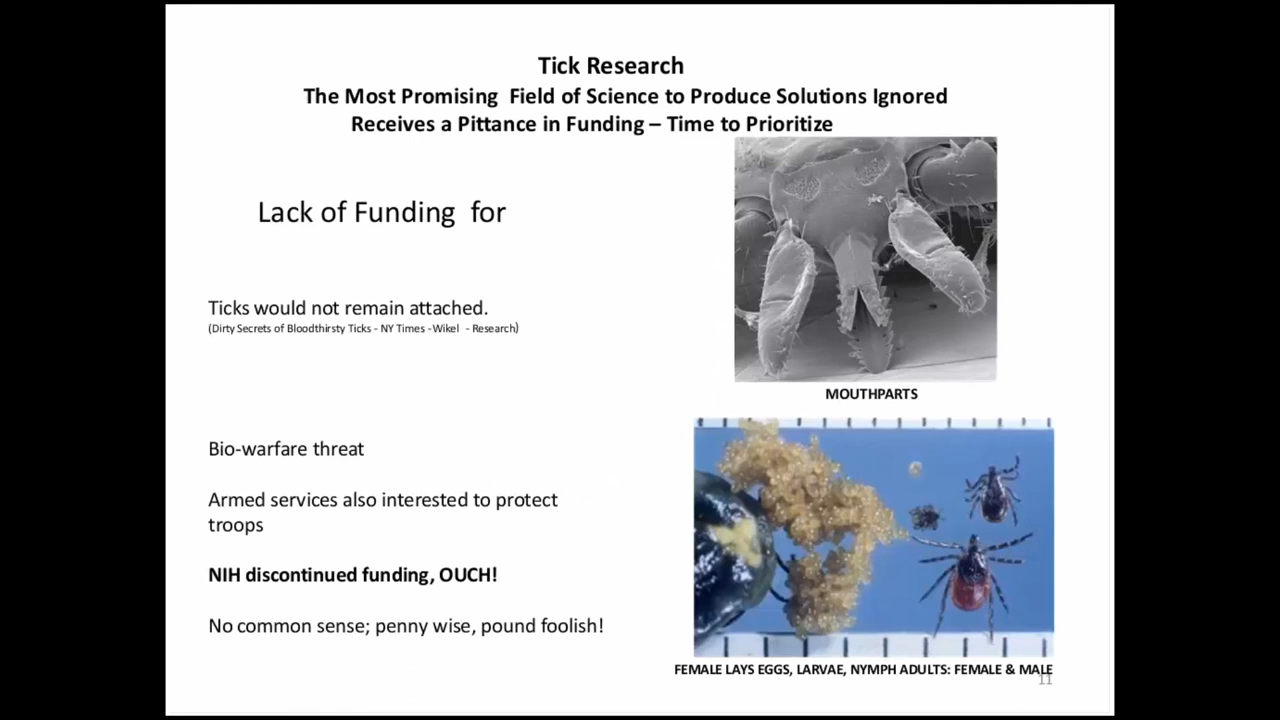 Tick Research
The Most Promising Field of Science to Produce Solutions Ignored
Receives a Pittance in Funding – Time to Prioritize
Lack of Funding for
Ticks would not remain attached.
(Dirty Secrets of Bloodthirsty Ticks - NY Times -Wikel - Research)
MOUTHPARTS
Bio-warfare threat
Armed services also interested to protect
troops
NIH discontinued funding, OUCH!
No common sense; penny wise, pound foolish!
FEMALE LAYS EGGS, LARVAE, NYMPH ADULTS: FEMALE & MALE
11